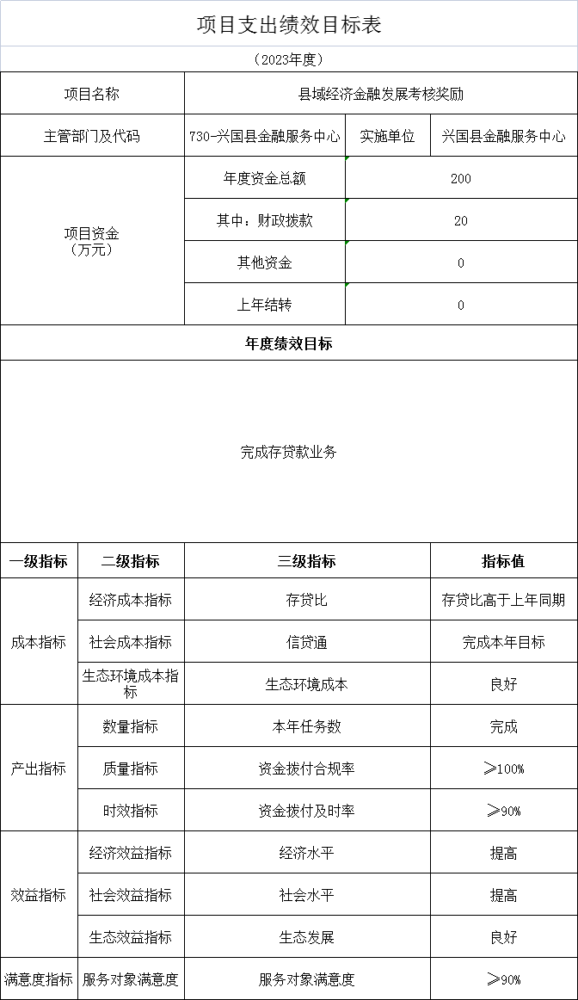 项目支出绩效目标表
（2023年度）
项目名称 县域经济金融发展考核奖励
主管部门及代码 730-兴国县金融服务中心 实施单位 兴国县金融服务中心
项目资金
（万元）
年度资金总额 200
其中：财政拨款 20
其他资金 0
上年结转 0
年度绩效目标
完成存贷款业务
一级指标 二级指标 三级指标 指标值
成本指标
经济成本指标 存贷比 存贷比高于上年同期
社会成本指标 信贷通 完成本年目标
生态环境成本指
标
生态环境成本 良好
产出指标
数量指标 本年任务数 完成
质量指标 资金拨付合规率 ≥100%
时效指标 资金拨付及时率 ≥90%
效益指标
经济效益指标 经济水平 提高
社会效益指标 社会水平 提高
生态效益指标 生态发展 良好
满意度指标 服务对象满意度 服务对象满意度 ≥90%